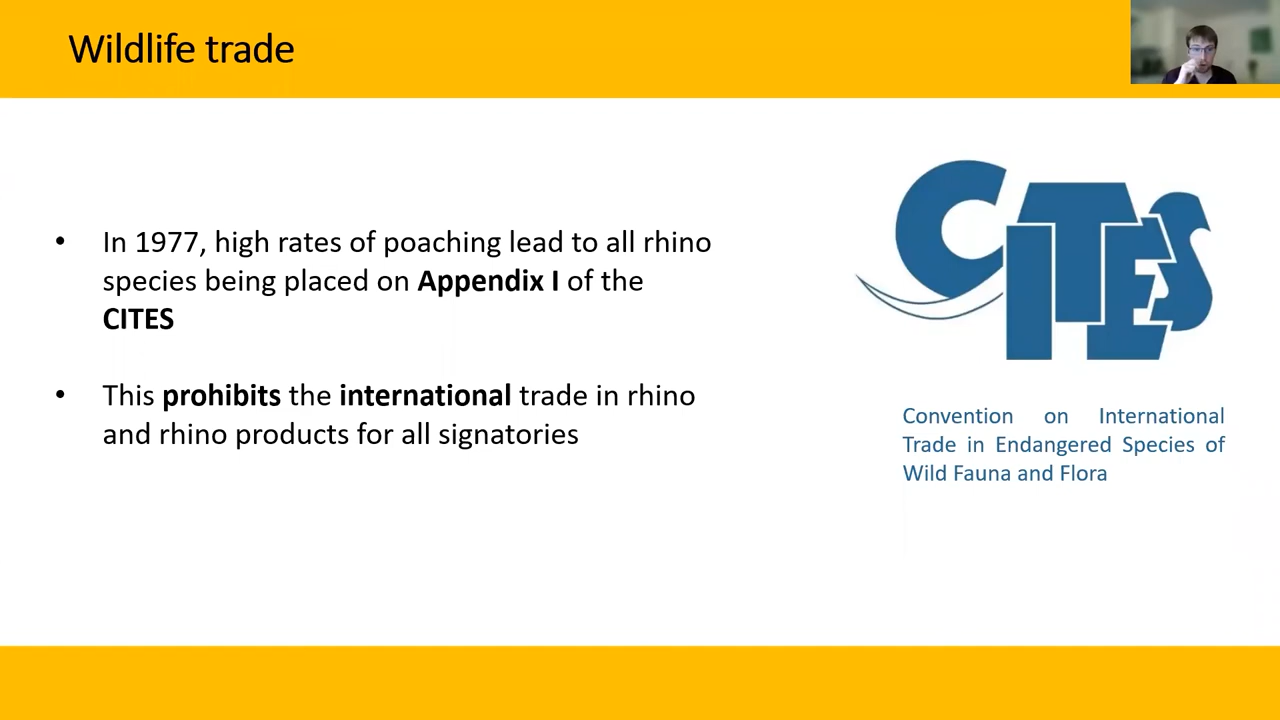 Wildlife trade
• In 1977, high rates of poaching lead to all rhino
species being placed on Appendix I of the
CITES
• This prohibits the international trade in rhino
and rhino products for all signatories
CITES
Convention on International
Trade in Endangered Species of
Wild Fauna and Flora